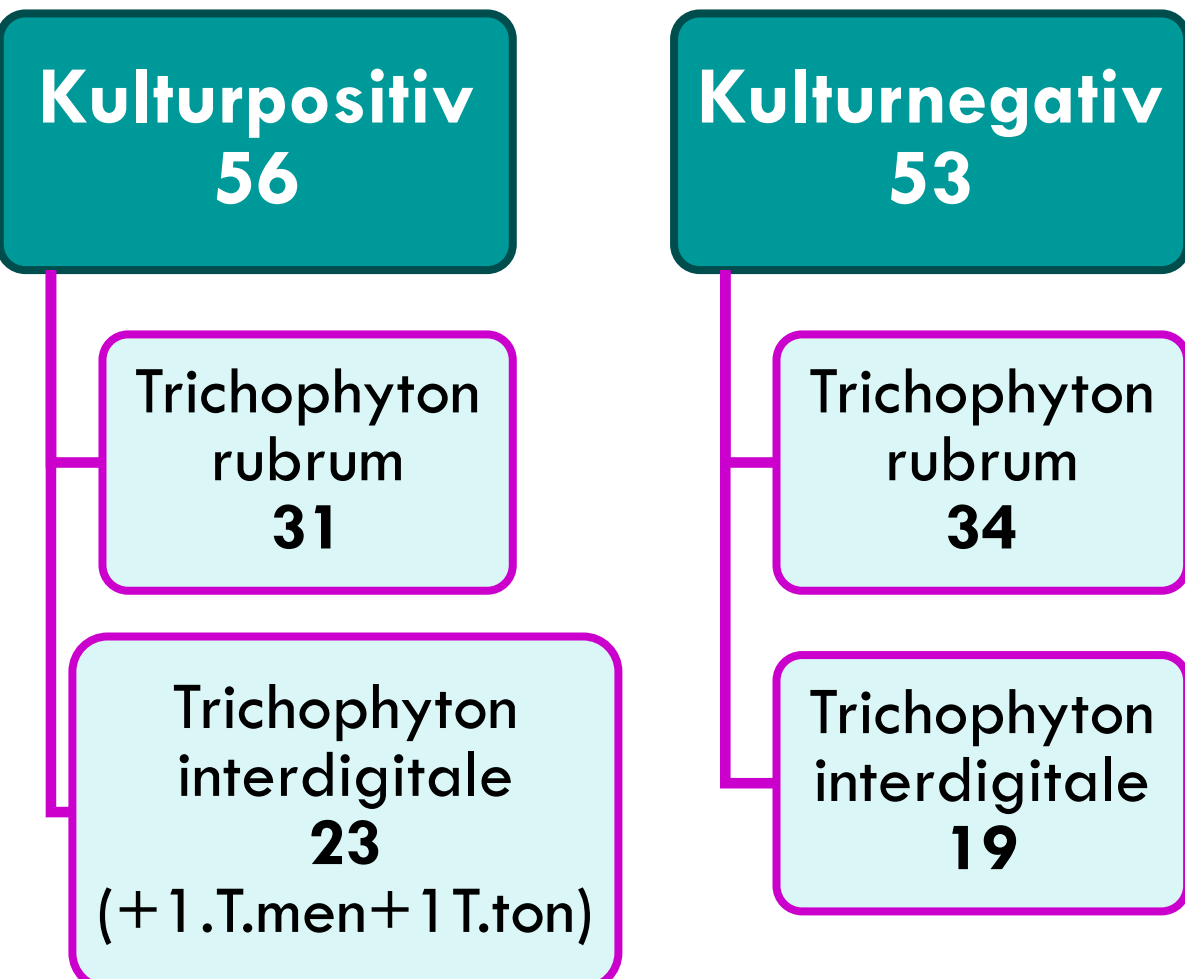 Kulturpositiv
56
Trichophyton
rubrum
31
Trichophyton
interdigitale
23
(+1.T.men+1T.ton)
Kulturnegativ
53
Trichophyton
rubrum
34
Trichophyton
interdigitale
19